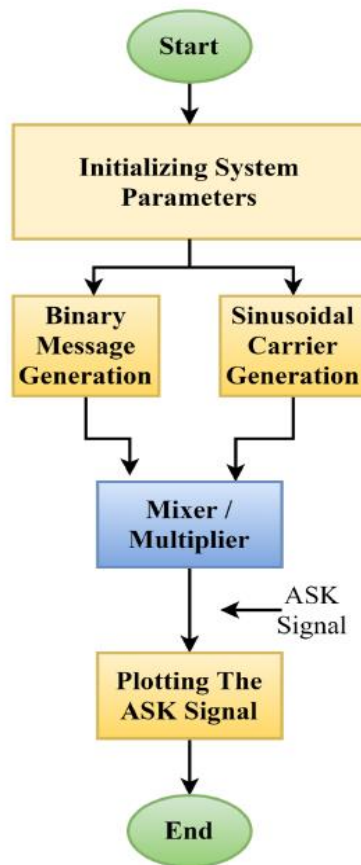 Start
Initializing System
Parameters
Binary
Message
Generation
Sinusoidal
Carrier
Generation
Mixer /
Multiplier
ASK
Signal
Plotting The
ASK Signal
End